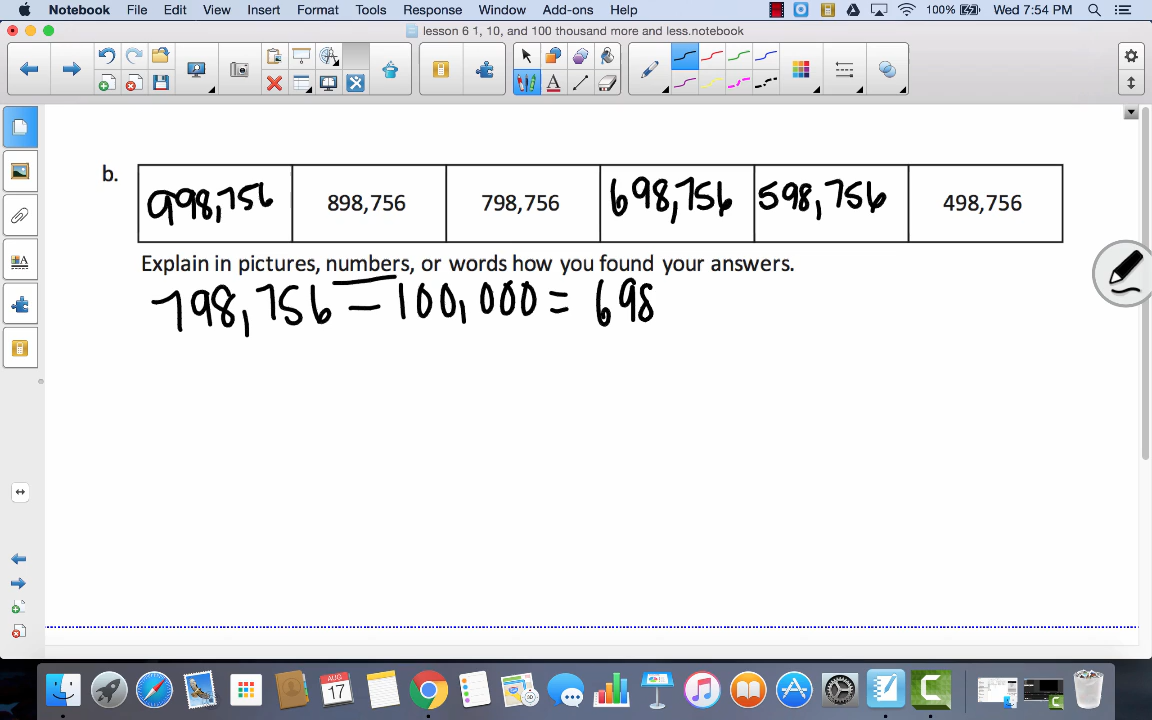 Notebook File Edit View Insert Format Tools Response Window Add-ons Help 100% Wed 7:54 PM
lesson 6 1, 10, and 100 thousand more and less.notebook
b. 998,756 898,756 798,756 698,756 598,756 498,756
Explain in pictures, numbers, or words how you found your answers.
798,756 — 100,000 = 698
AUG
17